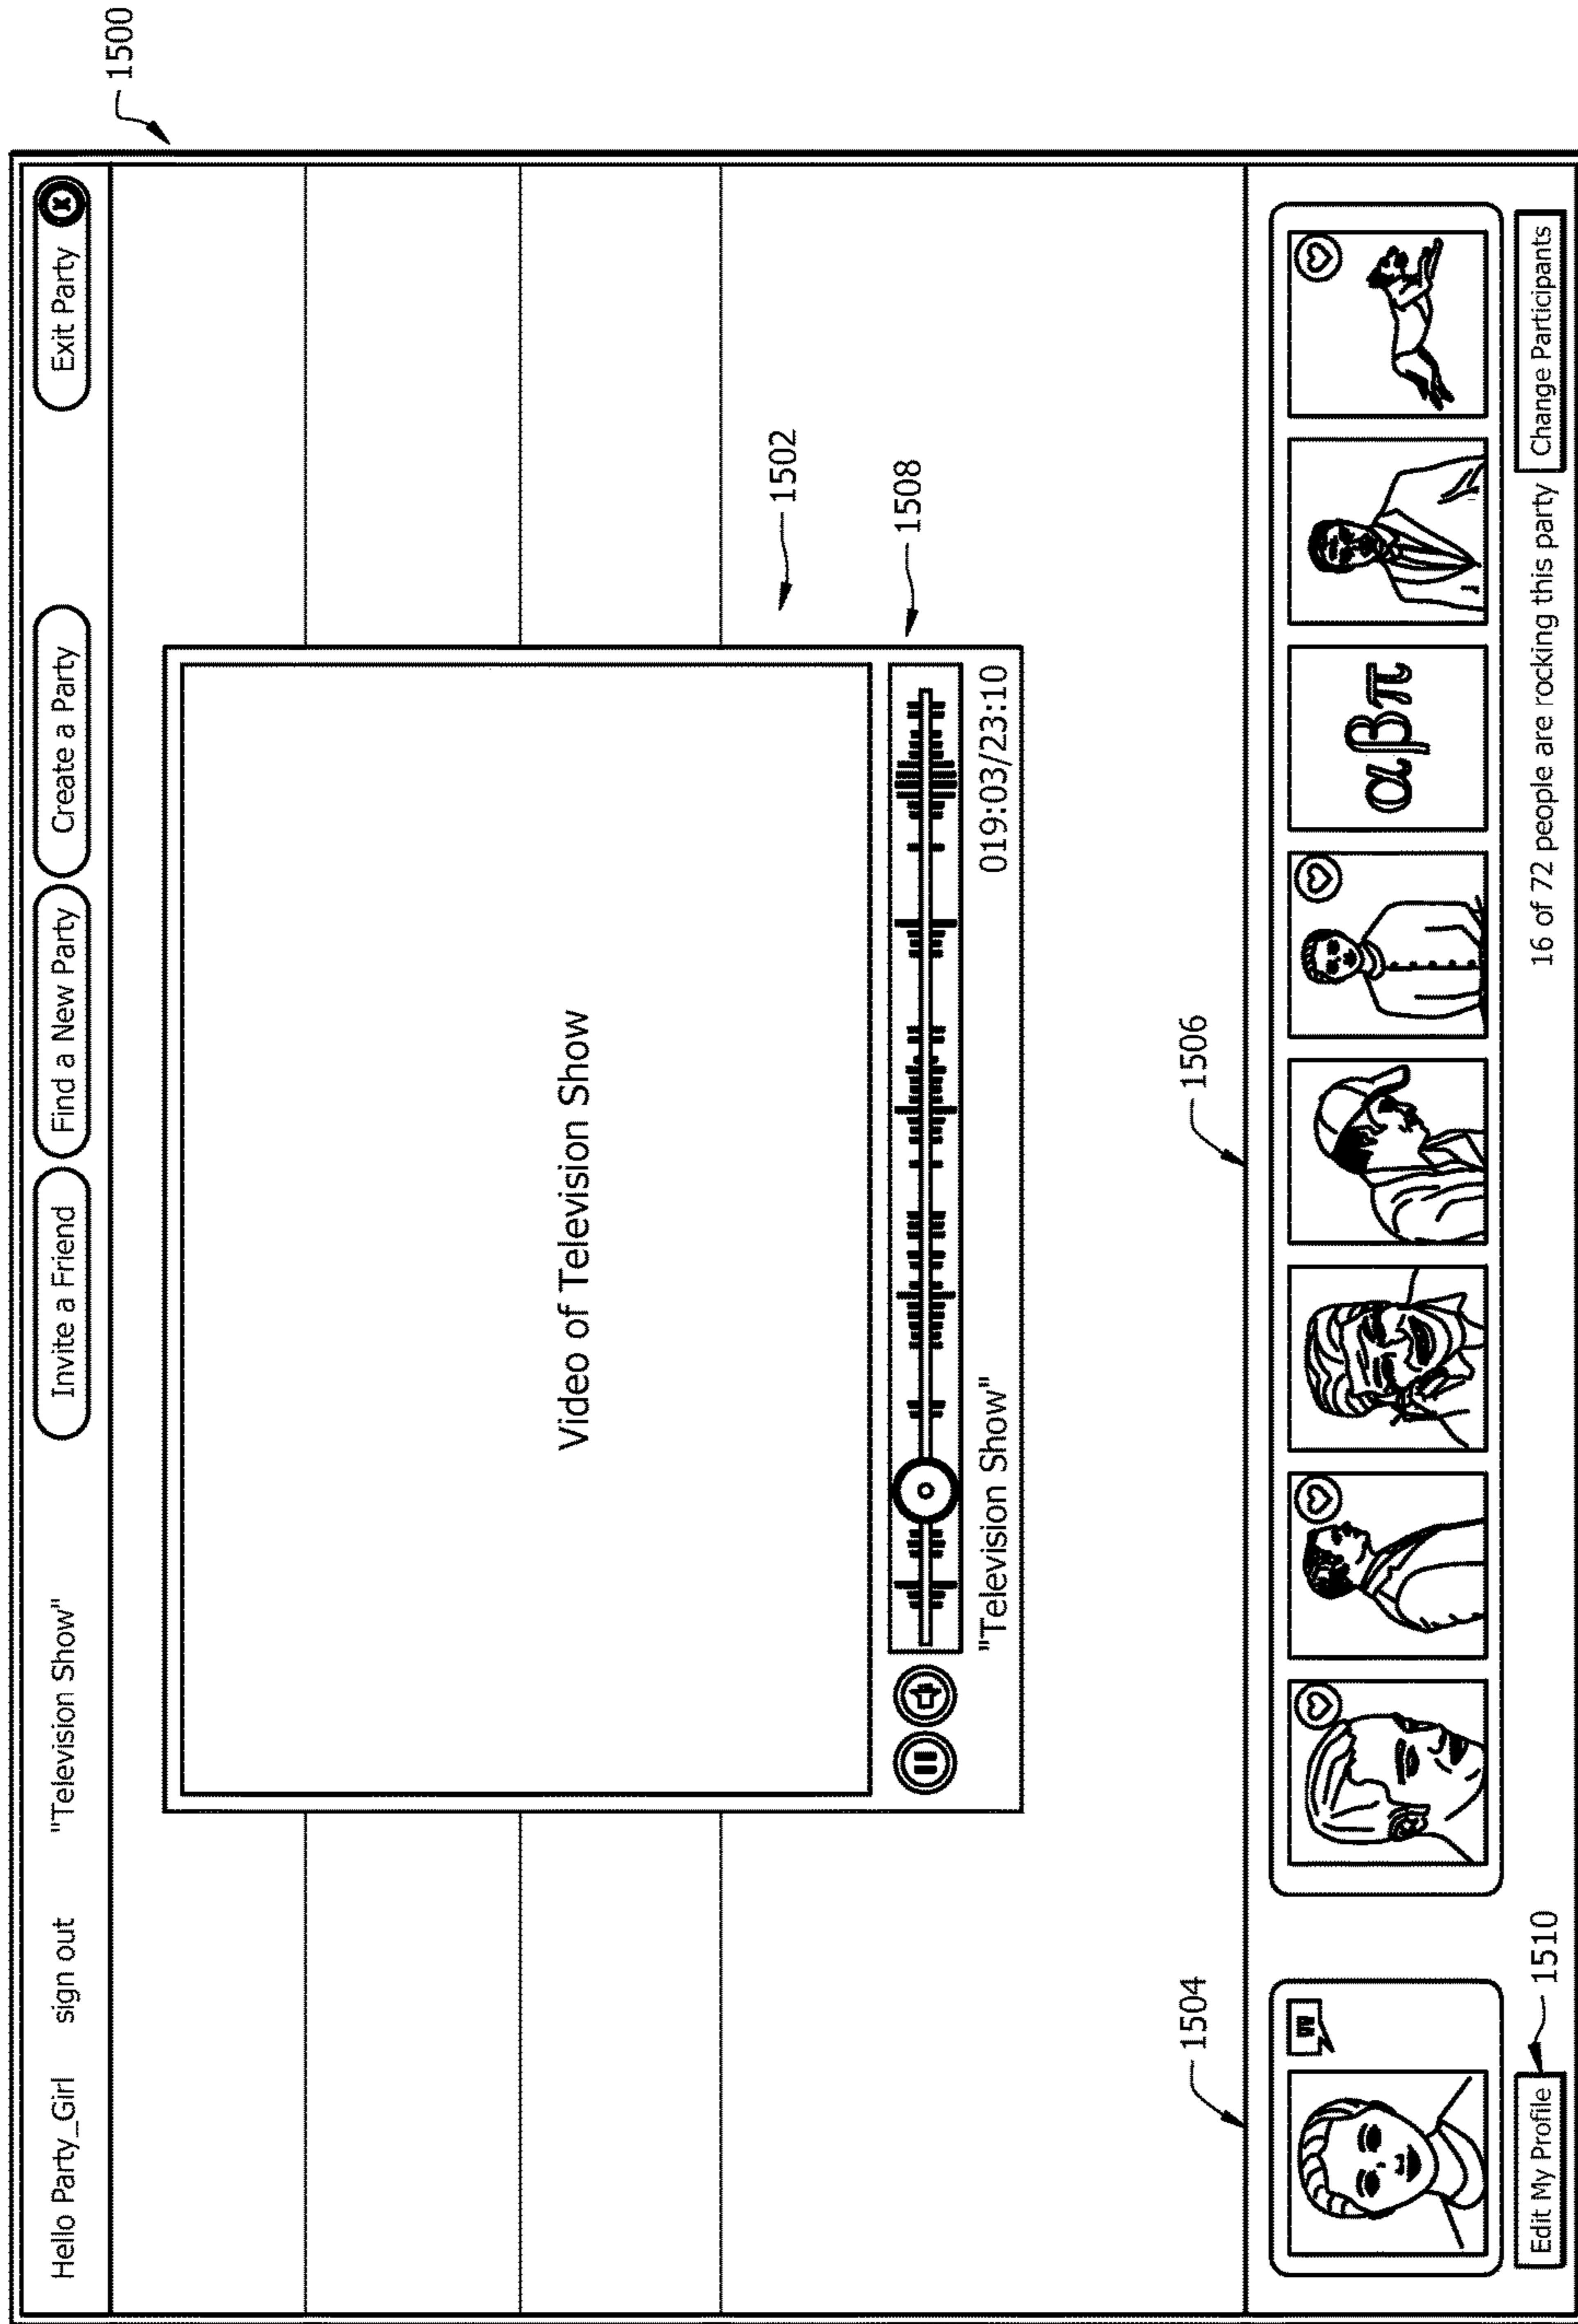 1500
Hello Party_Girl sign out "Television Show" Invite a Friend Find a New Party Create a Party Exit Party x
Video of Television Show
1502
1508
"Television Show" 019:03/23:10
1504
1506
αβπ
Edit My Profile 1510
16 of 72 people are rocking this party Change Participants